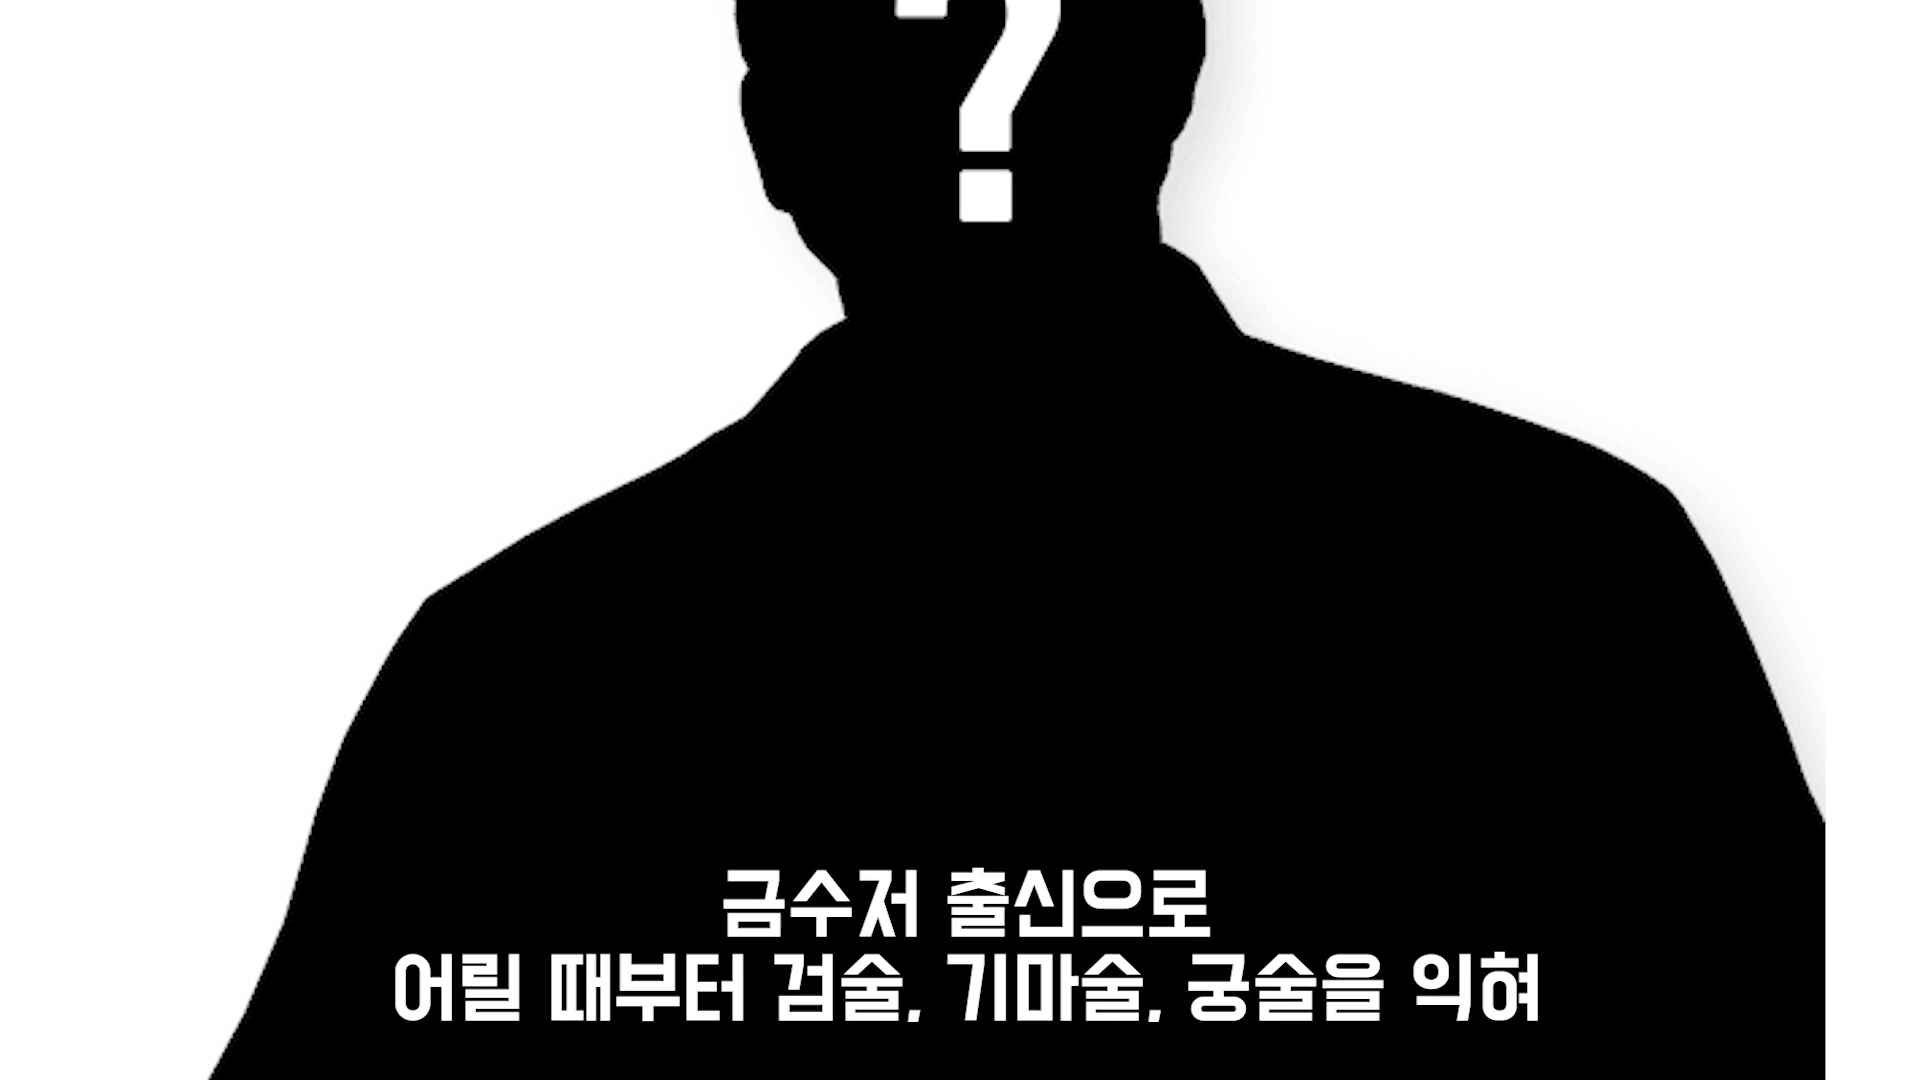 ?
금수저 출신으로
어릴 때부터 검술, 기마술, 궁술을 익혀